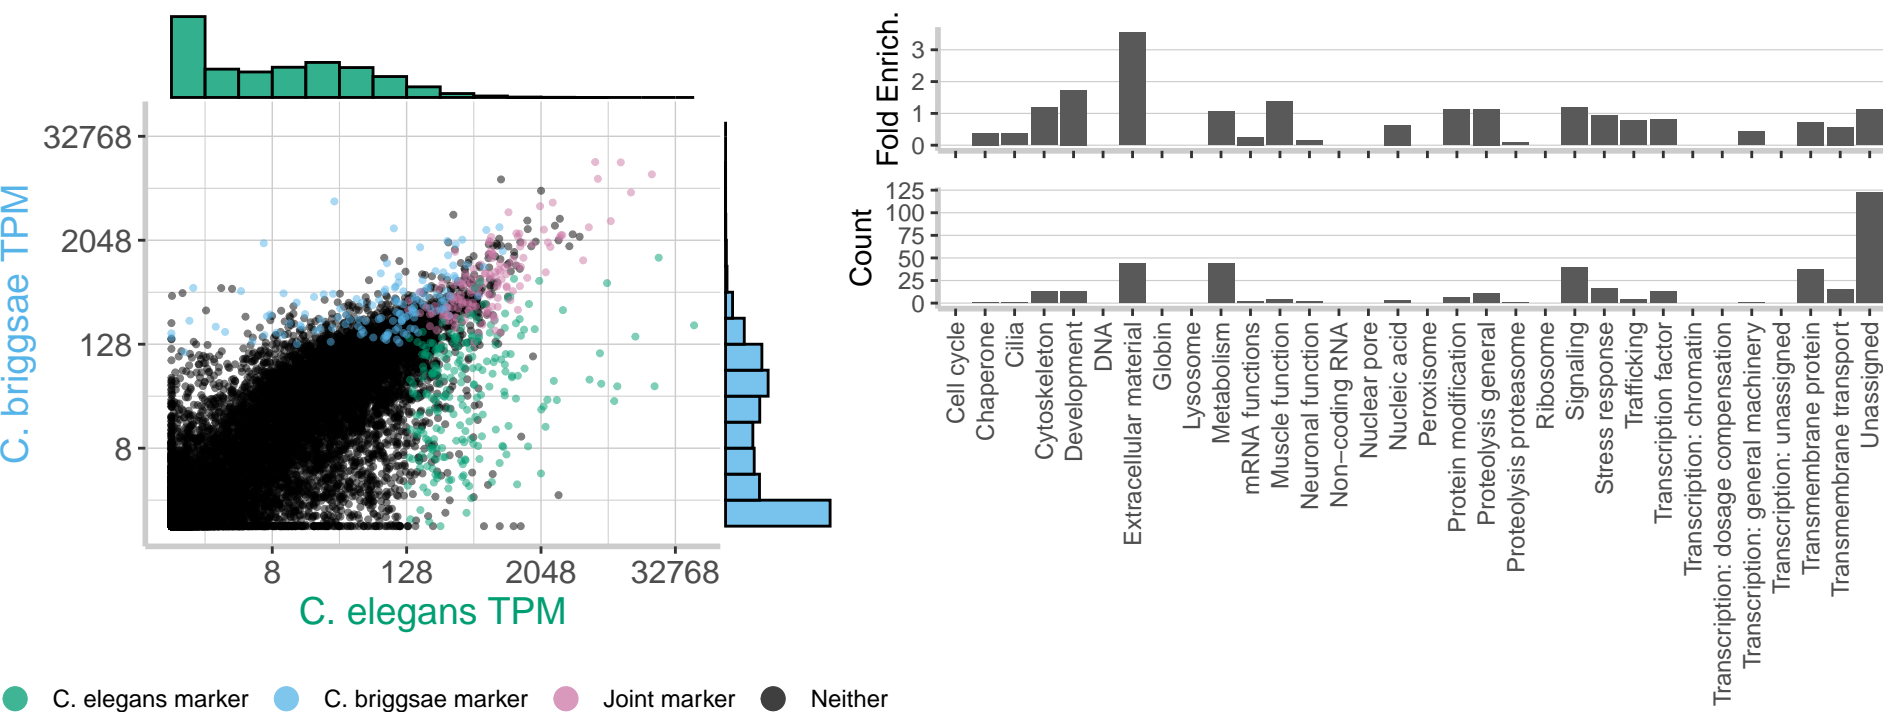 32768
2048
128
8
C. briggsae TPM
8 128 2048 32768
C. elegans TPM
C. elegans marker C. briggsae marker Joint marker Neither
Fold Enrich.
3
2
1
0
Count
125
100
75
50
25
0
Cell cycle
Chaperone
Cilia
Cytoskeleton
Development
DNA
Extracellular material
Globin
Lysosome
Metabolism
mRNA functions
Muscle function
Neuronal function
Non−coding RNA
Nuclear pore
Nucleic acid
Peroxisome
Protein modification
Proteolysis general
Proteolysis proteasome
Ribosome
Signaling
Stress response
Trafficking
Transcription factor
Transcription: chromatin
Transcription: dosage compensation
Transcription: general machinery
Transcription: unassigned
Transmembrane protein
Transmembrane transport
Unassigned